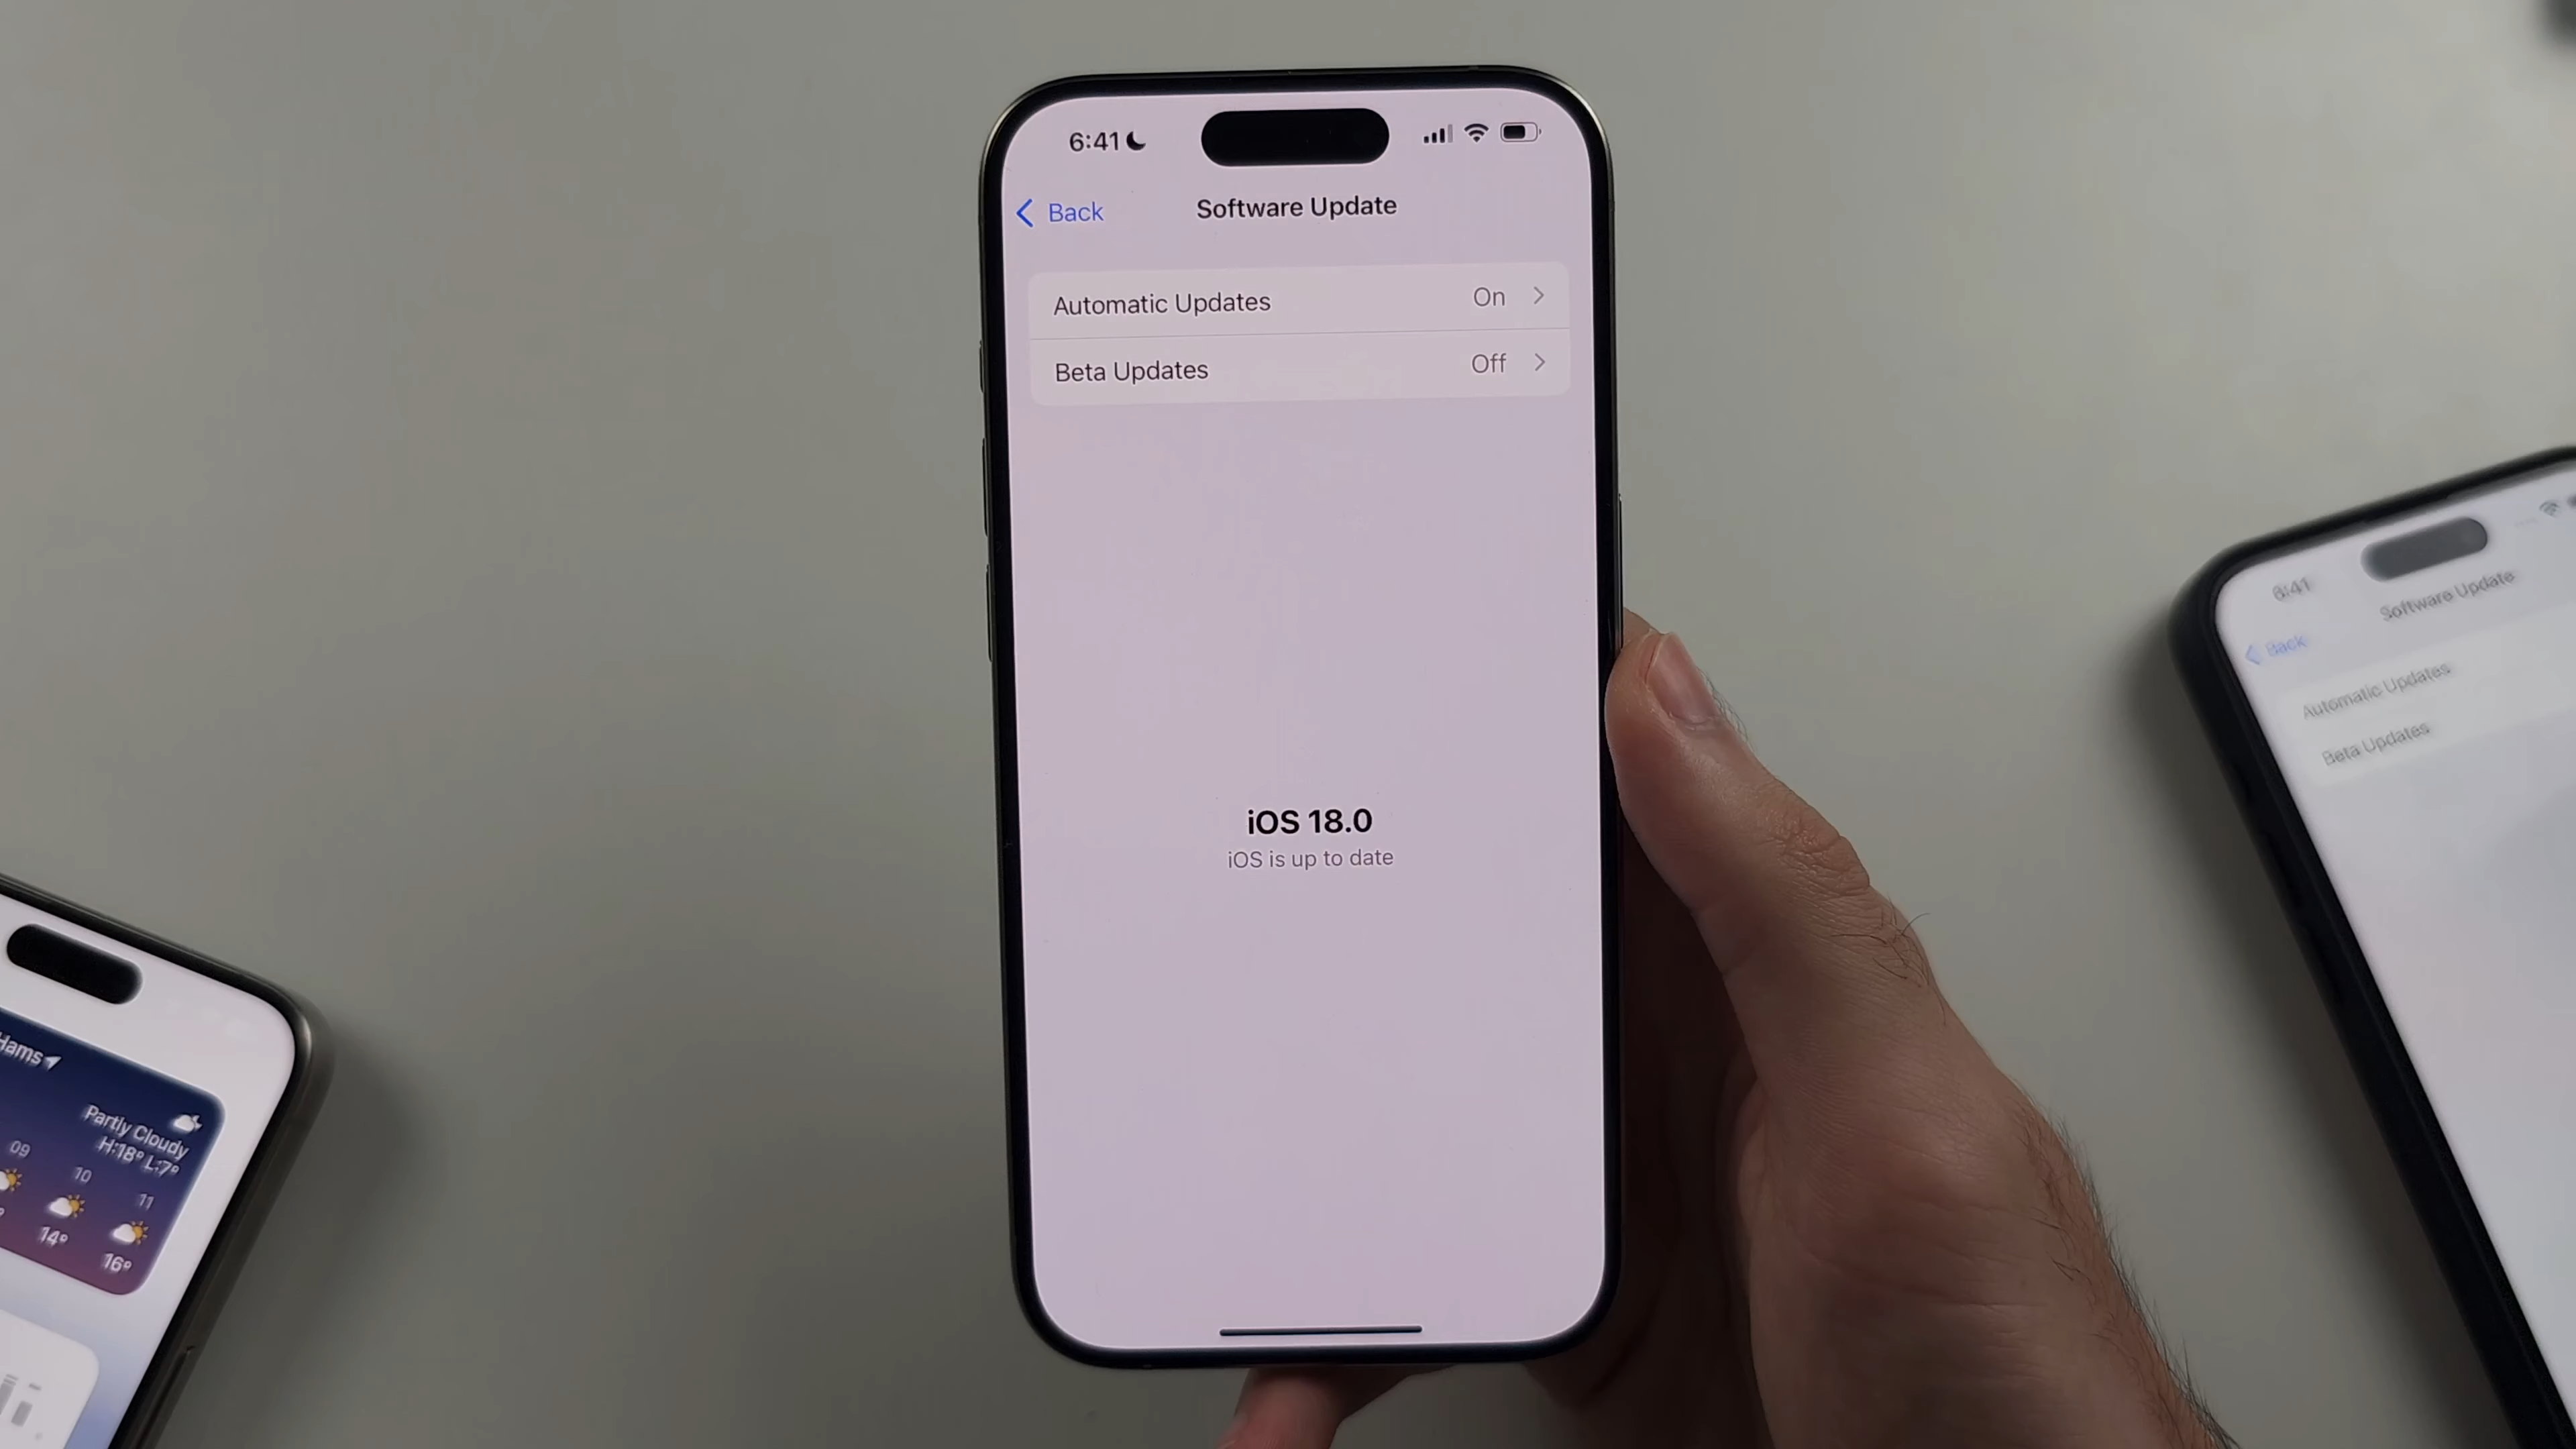 6:41
Back
Software Update
Automatic Updates On
Beta Updates Off
iOS 18.0
iOS is up to date
6:41
Software Update
Back
Automatic Updates
Beta Updates
Hams
Partly Cloudy
H:18° L:7°
09
10
11
14°
16°